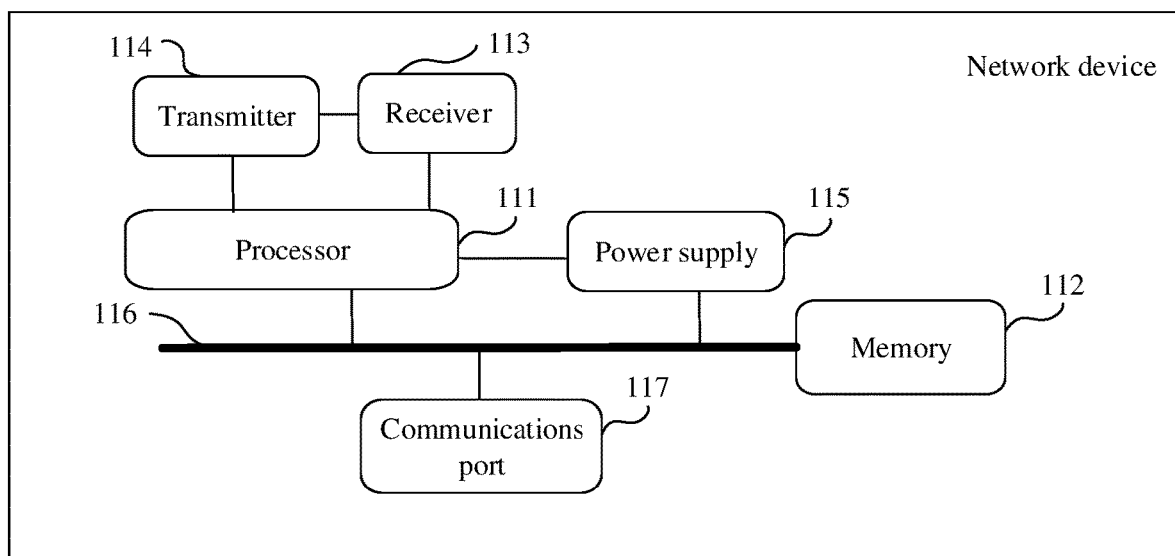 114
113
Network device
Transmitter
Receiver
111
115
Processor
Power supply
112
116
Memory
117
Communications
port